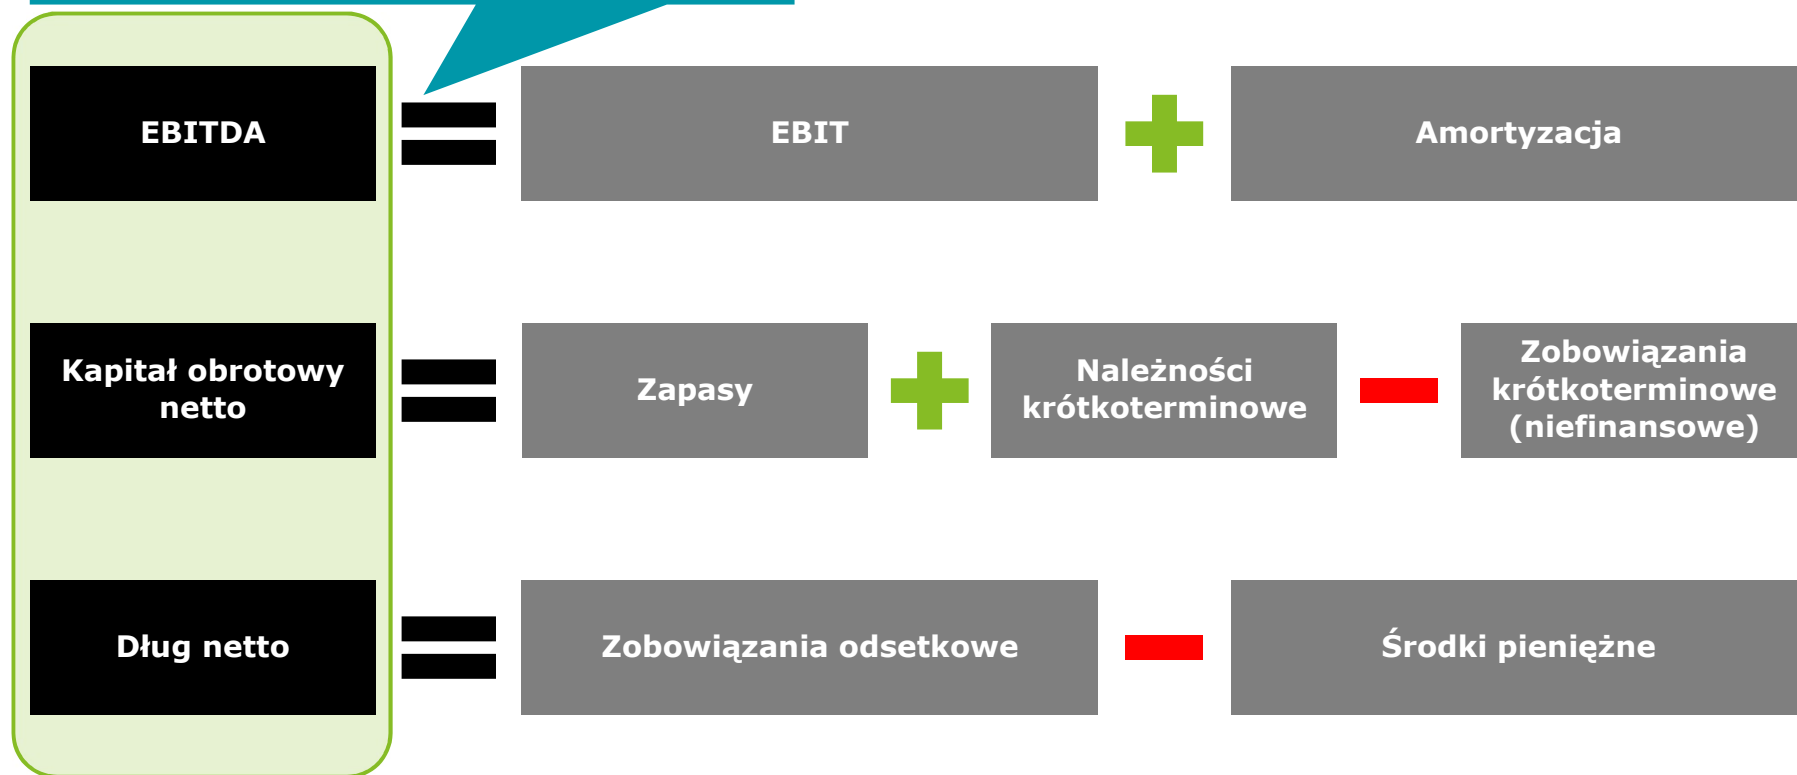 EBITDA
EBIT
Amortyzacja
Kapitał obrotowy
netto
Zapasy
Należności
krótkoterminowe
Zobowiązania
krótkoterminowe
(niefinansowe)
Dług netto
Zobowiązania odsetkowe
Środki pieniężne